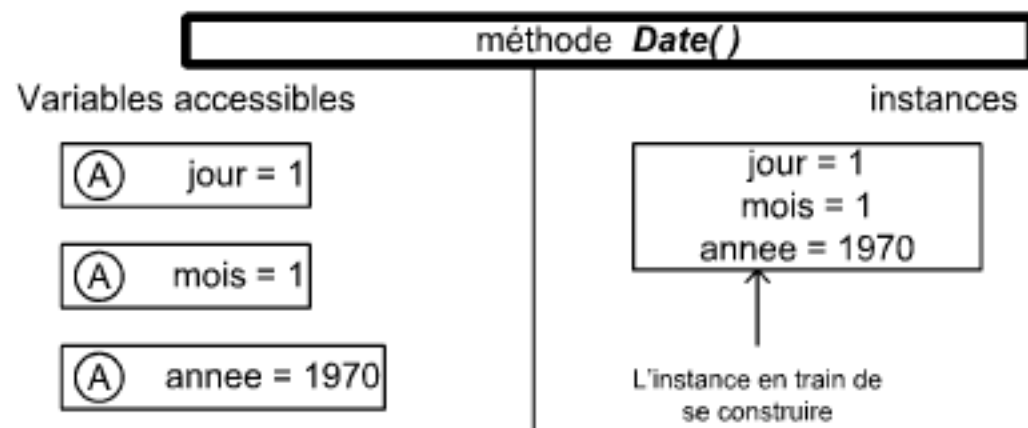 méthode Date( )
Variables accessibles
instances
A jour = 1
A mois = 1
A annee = 1970
jour = 1
mois = 1
annee = 1970
L'instance en train de
se construire